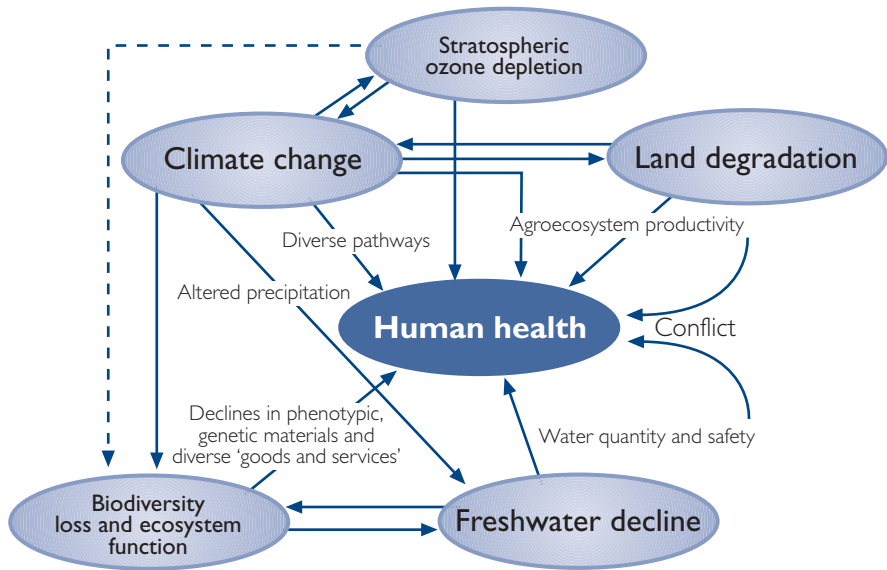 Stratospheric
ozone depletion
Climate change
Land degradation
Agroecosystem productivity
Diverse pathways
Altered precipitation
Human health
Conflict
Declines in phenotypic,
genetic materials and
diverse ‘goods and services’
Water quantity and safety
Biodiversity
loss and ecosystem
function
Freshwater decline